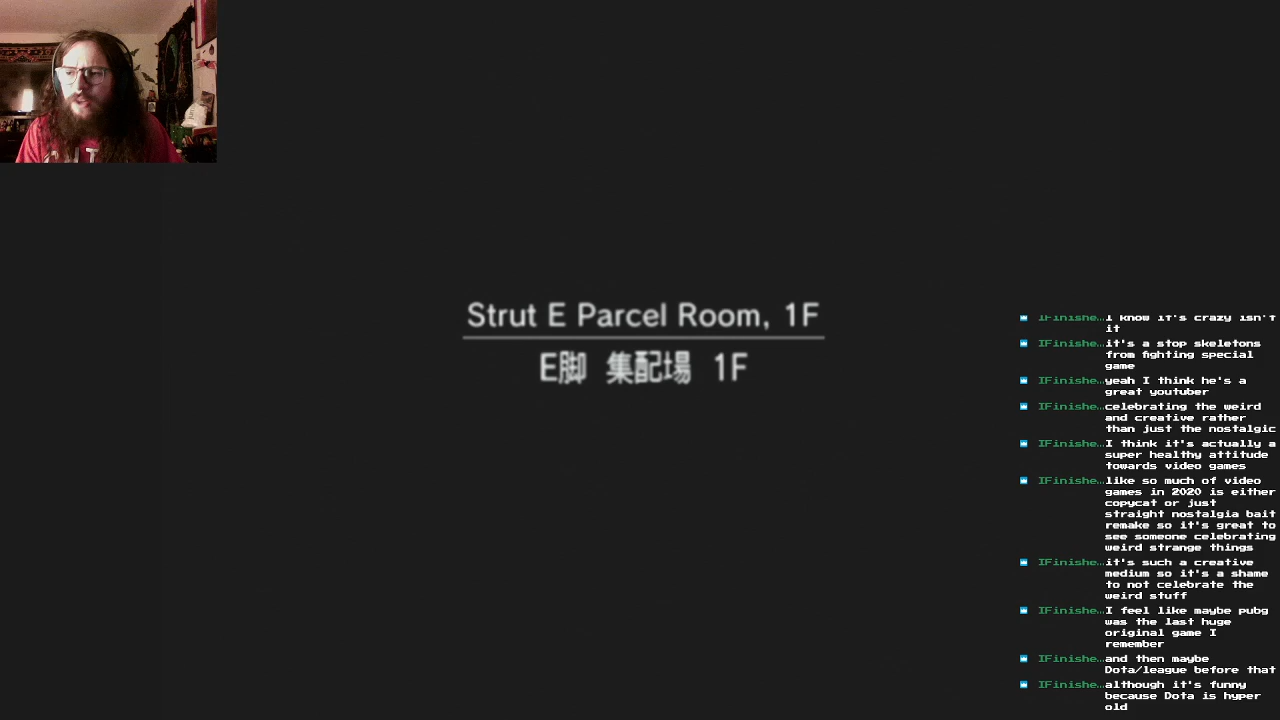 Strut E Parcel Room, 1F
E脚 集配場 1F
IFinishe…I know it's crazy isn't
it
IFinishe…it's a stop skeletons
from fighting special
game
IFinishe…yeah I think he's a
great youtuber
IFinishe…celebrating the weird
and creative rather
than just the nostalgic
IFinishe…I think it's actually a
super healthy attitude
towards video games
IFinishe…like so much of video
games in 2020 is either
copycat or just
straight nostalgia bait
remake so it's great to
see someone celebrating
weird strange things
IFinishe…it's such a creative
medium so it's a shame
to not celebrate the
weird stuff
IFinishe…I feel like maybe pubg
was the last huge
original game I
remember
IFinishe…and then maybe
Dota/league before that
IFinishe…although it's funny
because Dota is hyper
old